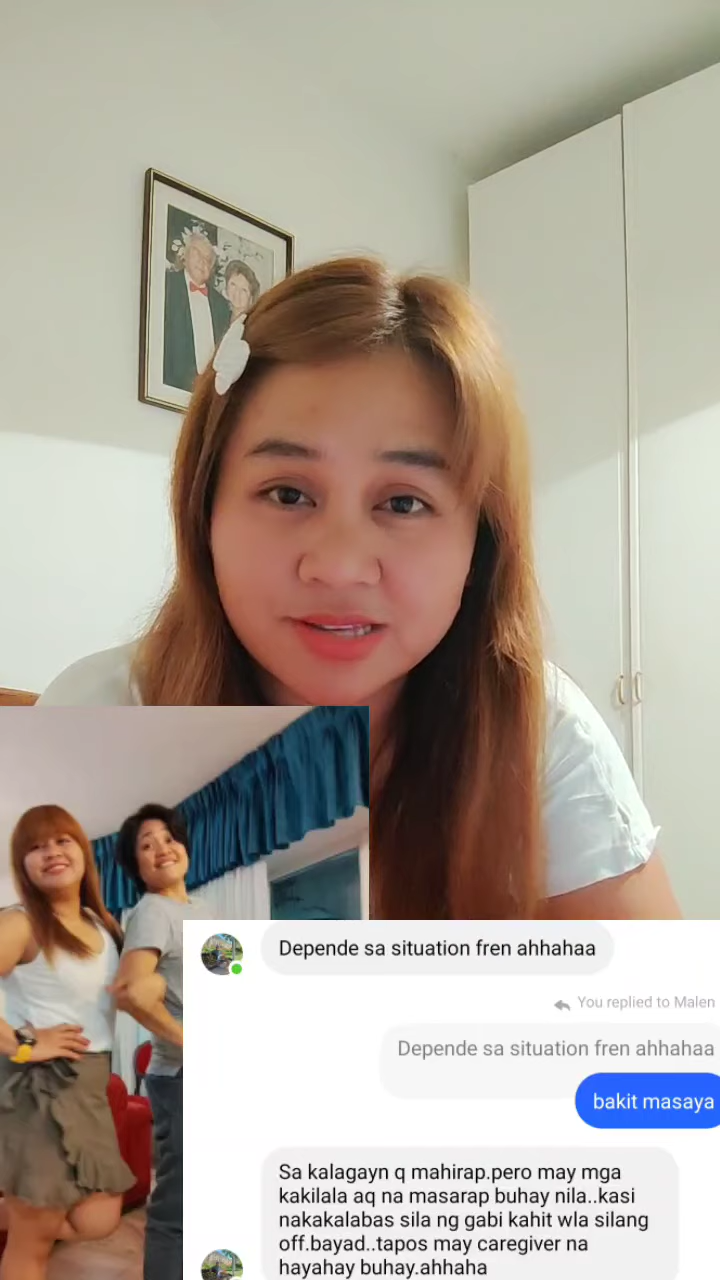 Depende sa situation fren ahhahaa
You replied to Malen
Depende sa situation fren ahhahaa
bakit masaya
Sa kalagayn q mahirap.pero may mga
kakilala aq na masarap buhay nila..kasi
nakakalabas sila ng gabi kahit wla silang
off.bayad..tapos may caregiver na
hayahay buhay.ahhaha